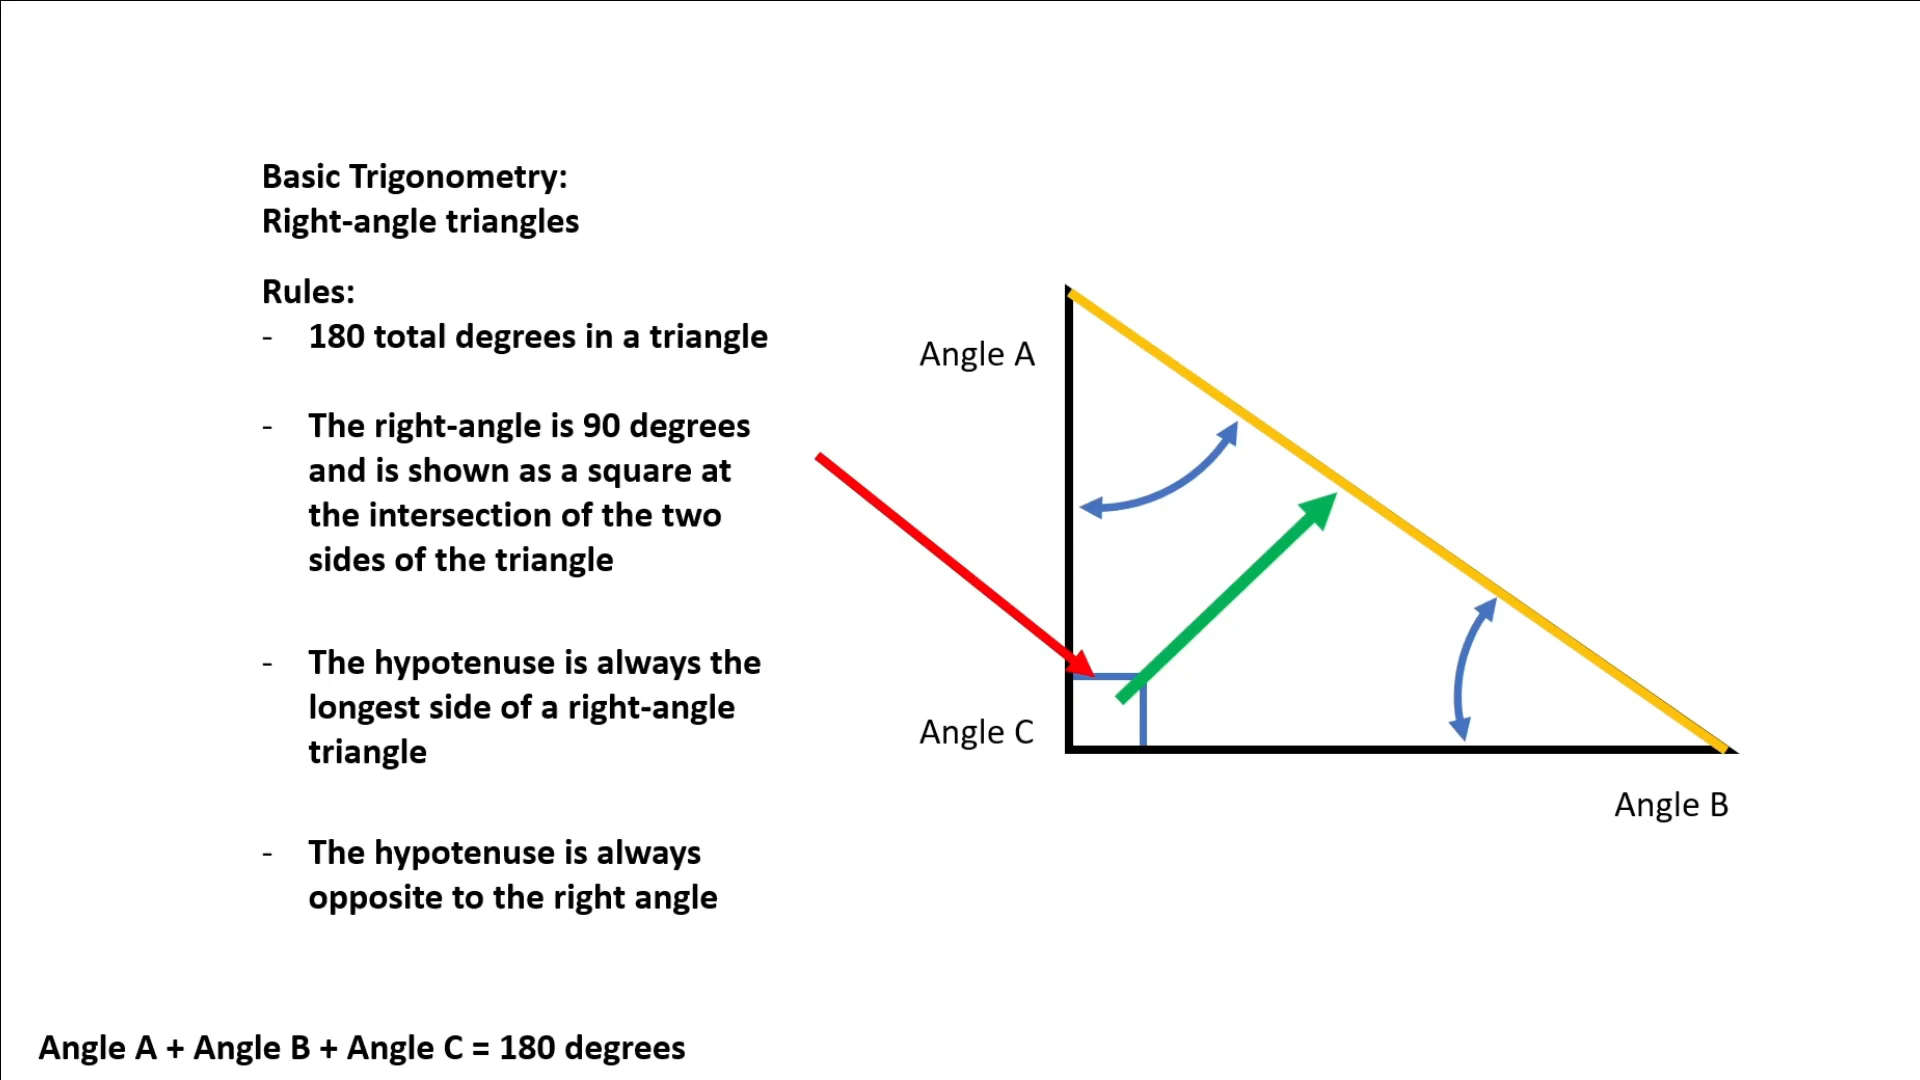 Basic Trigonometry:
Right-angle triangles
Rules:
- 180 total degrees in a triangle
- The right-angle is 90 degrees
and is shown as a square at
the intersection of the two
sides of the triangle
- The hypotenuse is always the
longest side of a right-angle
triangle
- The hypotenuse is always
opposite to the right angle
Angle A
Angle C
Angle B
Angle A + Angle B + Angle C = 180 degrees